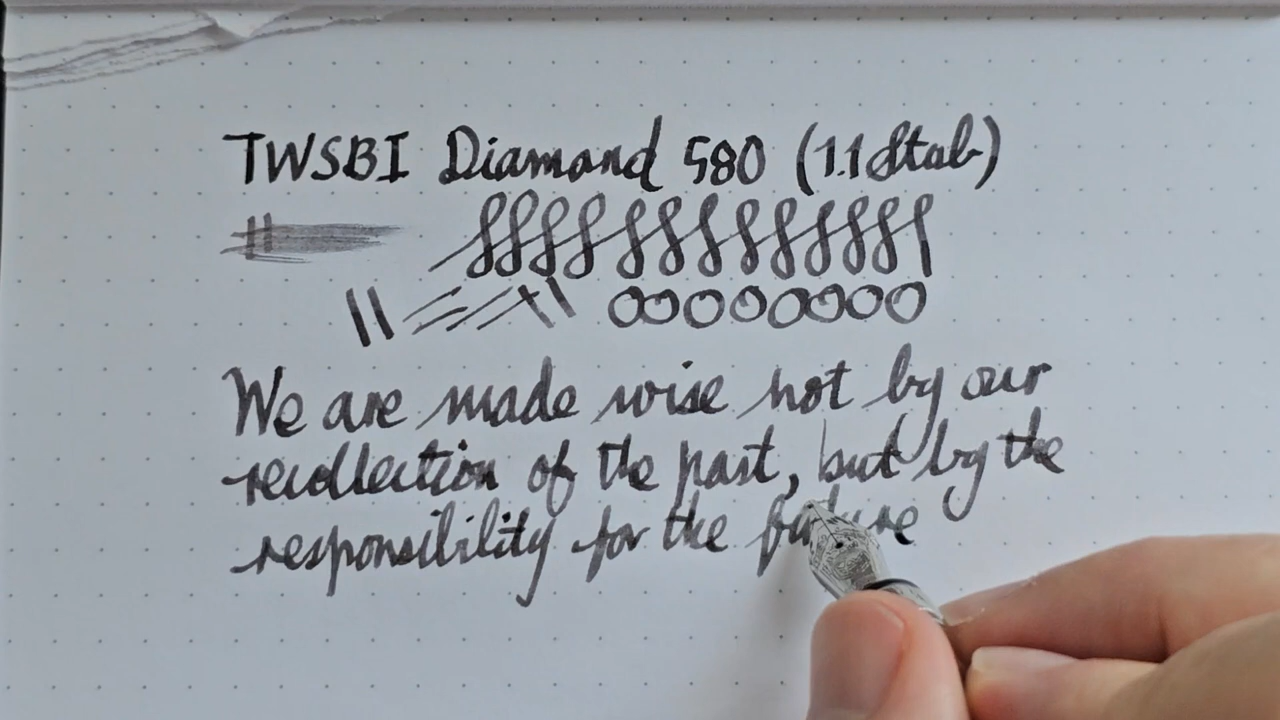 TWSBI Diamond 580 (1.1 Stub)
We are made wise not by our
recollection of the past, but by the
responsibility for the future